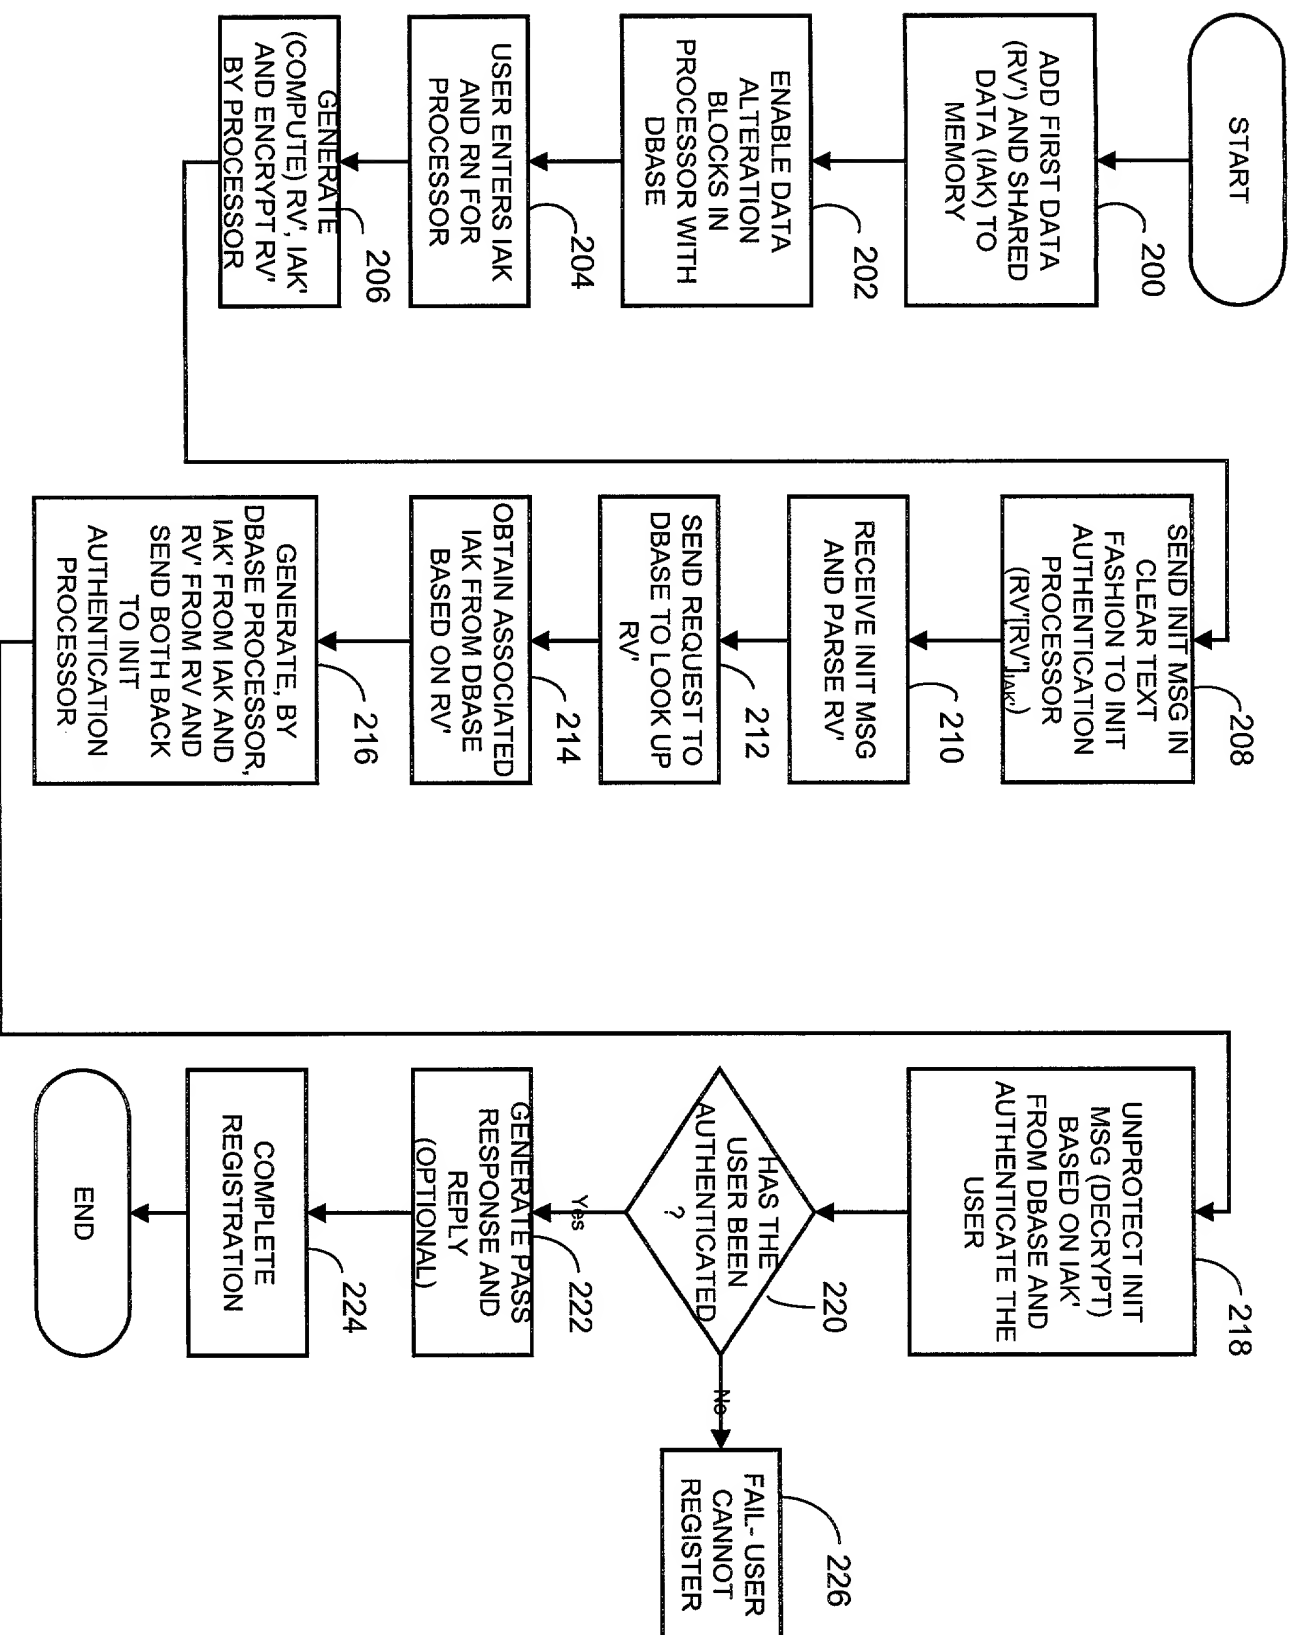 START
200
ADD FIRST DATA
(RV') AND SHARED
DATA (IAK) TO
MEMORY
202
ENABLE DATA
ALTERATION
BLOCKS IN
PROCESSOR WITH
DBASE
204
USER ENTERS IAK
AND RN FOR
PROCESSOR
206
GENERATE
(COMPUTE) RV', IAK'
AND ENCRYPT RV'
BY PROCESSOR
208
SEND INIT MSG IN
CLEAR TEXT
FASHION TO INIT
AUTHENTICATION
PROCESSOR
(RV'[RV']IAK')
210
RECEIVE INIT MSG
AND PARSE RV'
212
SEND REQUEST TO
DBASE TO LOOK UP
RV'
214
OBTAIN ASSOCIATED
IAK FROM DBASE
BASED ON RV'
216
GENERATE, BY
DBASE PROCESSOR,
IAK' FROM IAK AND
RV' FROM RV AND
SEND BOTH BACK
TO INIT
AUTHENTICATION
PROCESSOR
218
UNPROTECT INIT
MSG (DECRYPT)
BASED ON IAK'
FROM DBASE AND
AUTHENTICATE THE
USER
220
HAS THE
USER BEEN
AUTHENTICATED
?
Yes
No
222
GENERATE PASS
RESPONSE AND
REPLY
(OPTIONAL)
224
COMPLETE
REGISTRATION
END
226
FAIL- USER
CANNOT
REGISTER